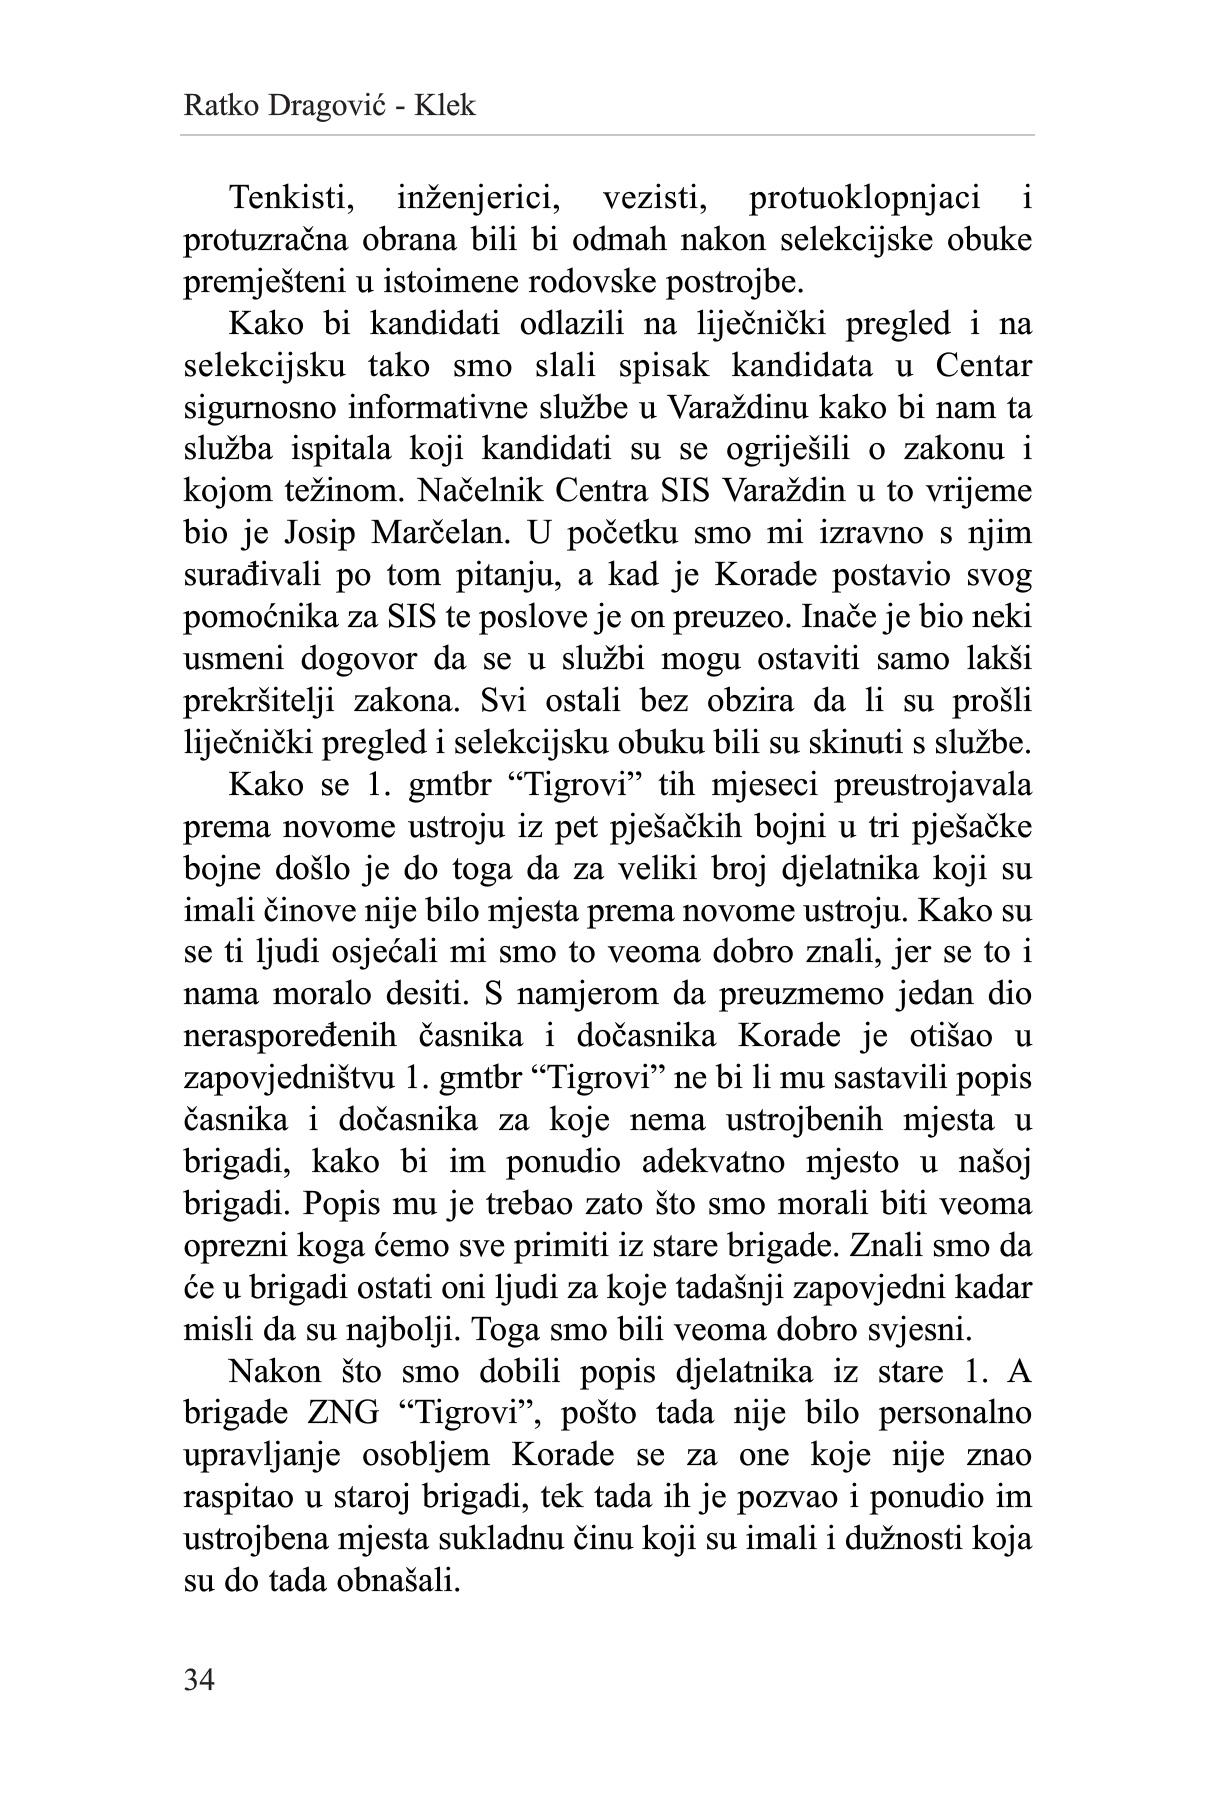 Ratko Dragović - Klek
Tenkisti, inženjerici, vezisti, protuoklopnjaci i
protuzračna obrana bili bi odmah nakon selekcijske obuke
premješteni u istoimene rodovske postrojbe.
Kako bi kandidati odlazili na liječnički pregled i na
selekcijsku tako smo slali spisak kandidata u Centar
sigurnosno informativne službe u Varaždinu kako bi nam ta
služba ispitala koji kandidati su se ogriješili o zakonu i
kojom težinom. Načelnik Centra SIS Varaždin u to vrijeme
bio je Josip Marčelan. U početku smo mi izravno s njim
surađivali po tom pitanju, a kad je Korade postavio svog
pomoćnika za SIS te poslove je on preuzeo. Inače je bio neki
usmeni dogovor da se u službi mogu ostaviti samo lakši
prekršitelji zakona. Svi ostali bez obzira da li su prošli
liječnički pregled i selekcijsku obuku bili su skinuti s službe.
Kako se 1. gmtbr “Tigrovi” tih mjeseci preustrojavala
prema novome ustroju iz pet pješačkih bojni u tri pješačke
bojne došlo je do toga da za veliki broj djelatnika koji su
imali činove nije bilo mjesta prema novome ustroju. Kako su
se ti ljudi osjećali mi smo to veoma dobro znali, jer se to i
nama moralo desiti. S namjerom da preuzmemo jedan dio
neraspoređenih časnika i dočasnika Korade je otišao u
zapovjedništvu 1. gmtbr “Tigrovi” ne bi li mu sastavili popis
časnika i dočasnika za koje nema ustrojbenih mjesta u
brigadi, kako bi im ponudio adekvatno mjesto u našoj
brigadi. Popis mu je trebao zato što smo morali biti veoma
oprezni koga ćemo sve primiti iz stare brigade. Znali smo da
će u brigadi ostati oni ljudi za koje tadašnji zapovjedni kadar
misli da su najbolji. Toga smo bili veoma dobro svjesni.
Nakon što smo dobili popis djelatnika iz stare 1. A
brigade ZNG “Tigrovi”, pošto tada nije bilo personalno
upravljanje osobljem Korade se za one koje nije znao
raspitao u staroj brigadi, tek tada ih je pozvao i ponudio im
ustrojbena mjesta sukladnu činu koji su imali i dužnosti koja
su do tada obnašali.
34